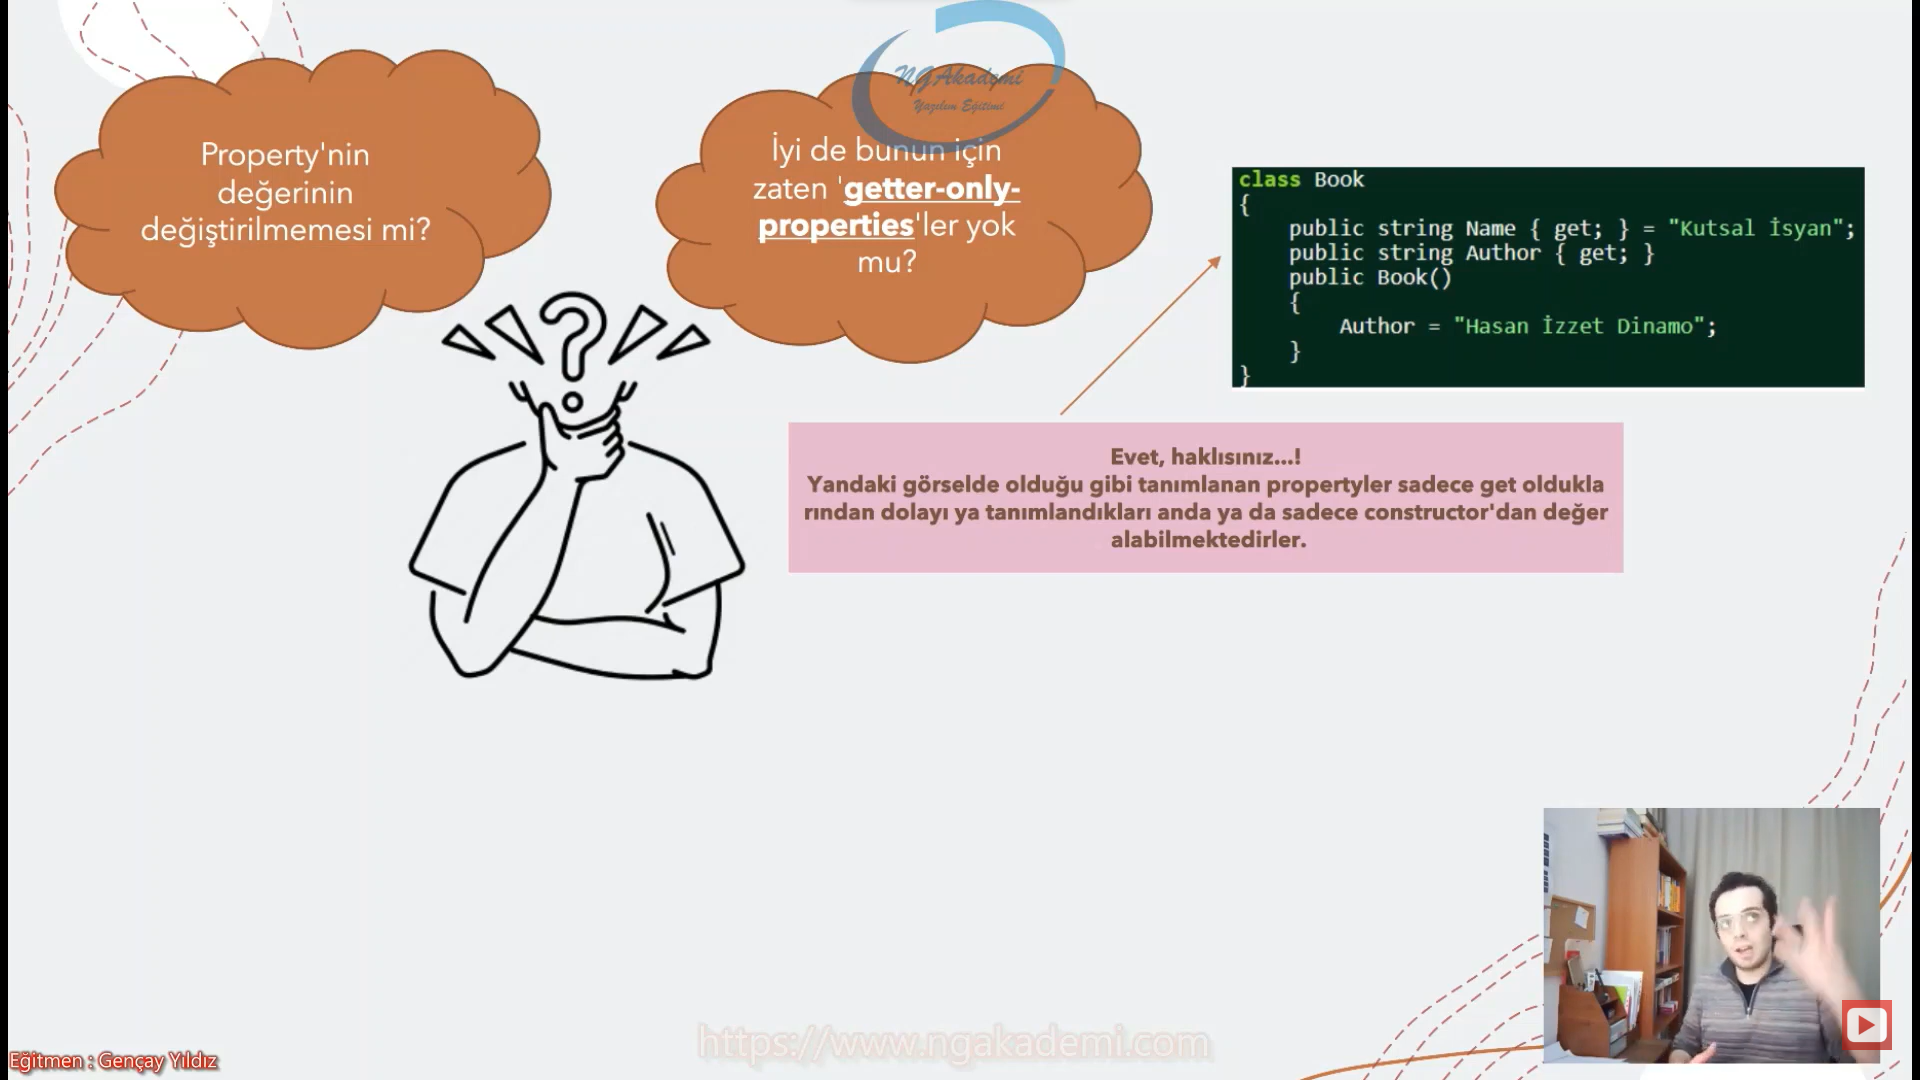 Property'nin
değerinin
değiştirilmemesi mi?
NGAkademi
Yazılım Eğitimi
İyi de bunun için
zaten 'getter-only-
properties'ler yok
mu?
class Book
{
public string Name { get; } = "Kutsal İsyan";
public string Author { get; }
public Book()
{
Author = "Hasan İzzet Dinamo";
}
}
Evet, haklısınız...!
Yandaki görselde olduğu gibi tanımlanan propertyler sadece get oldukla
rından dolayı ya tanımlandıkları anda ya da sadece constructor'dan değer
alabilmektedirler.
https://www.ngakademi.com
Eğitmen : Gençay Yıldız